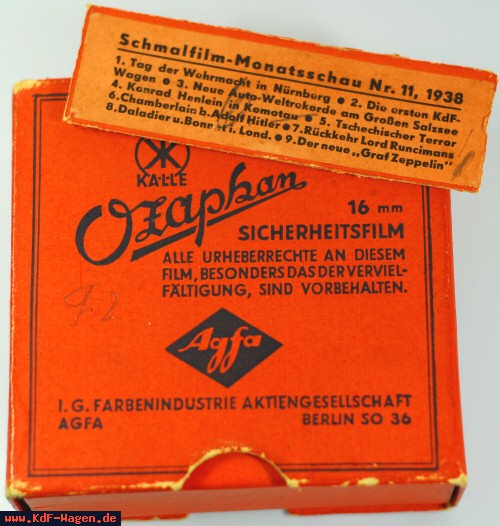 Schmalfilm-Monatsschau Nr. 11, 1938
1. Tag der Wehrmacht in Nürnborg • 2. Die ersten KdF-
Wagen • 3. Neue Auto-Weltrekorde am Großen Salzsee
4. Konrad Henlein in Komotau • 5. Tschechischer Terror
6. Chamberlain b. Adolf Hitler • 7. Rückkehr Lord Runcimans
8. Daladier u. Bonnet i. Lond. • 9. Der neue „Graf Zeppelin"
KALLE
Ozaphan
16 mm
SICHERHEITSFILM
ALLE URHEBERRECHTE AN DIESEM
FILM, BESONDERS DAS DER VERVIEL-
FÄLTIGUNG, SIND VORBEHALTEN.
Agfa
I. G. FARBENINDUSTRIE AKTIENGESELLSCHAFT
AGFA BERLIN SO 36
www.KdF-Wagen.de